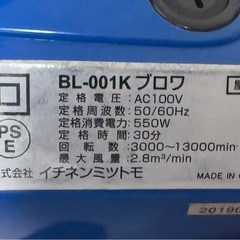 BL-001K ブロワ
定格電圧：AC100V
定格周波数：50/60Hz
定格消費電力：550W
定格時間：30分
回転数：3000〜13000min
最大風量：2.8m³/min
PS
E
式会社 イチネンミツトモ
MADE IN
2019